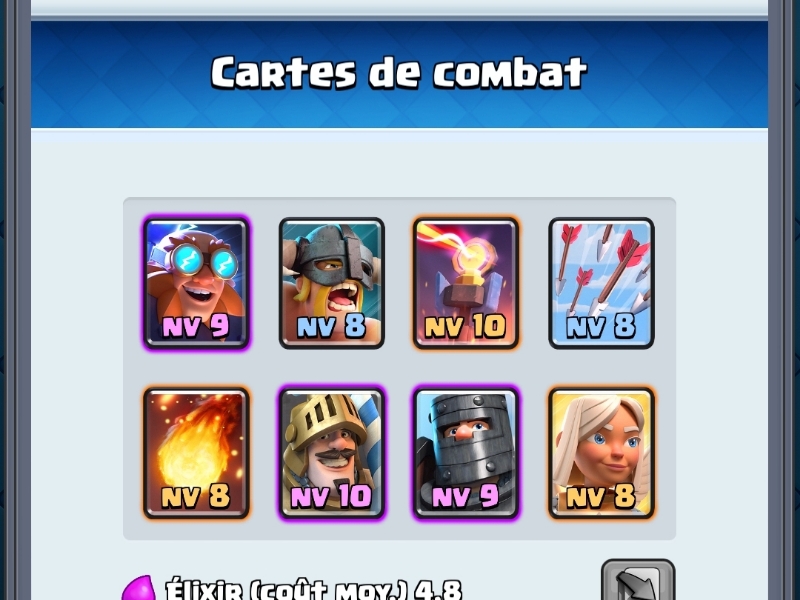 Cartes de combat
NV 9 NV 8 NV 10 NV 8
NV 8 NV 10 NV 9 NV 8
Élixir (coût moy.) 4.8